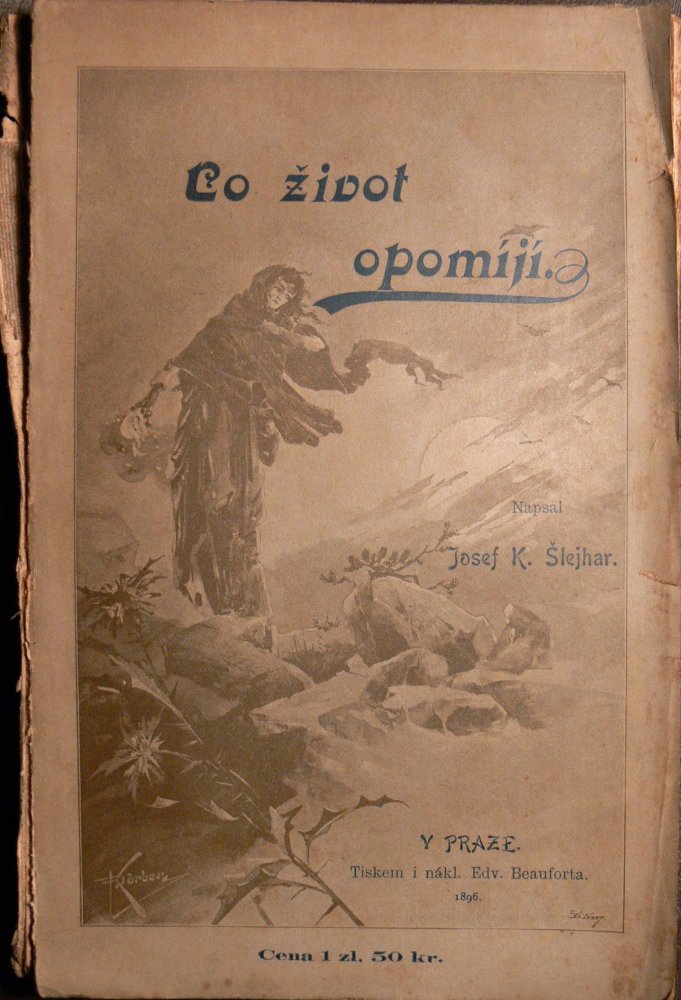 Co život
opomíjí.
Napsal
Josef K. Šlejhar.
V PRAZE.
Tiskem i nákl. Edv. Beauforta.
1896.
Cena 1 zl. 50 kr.